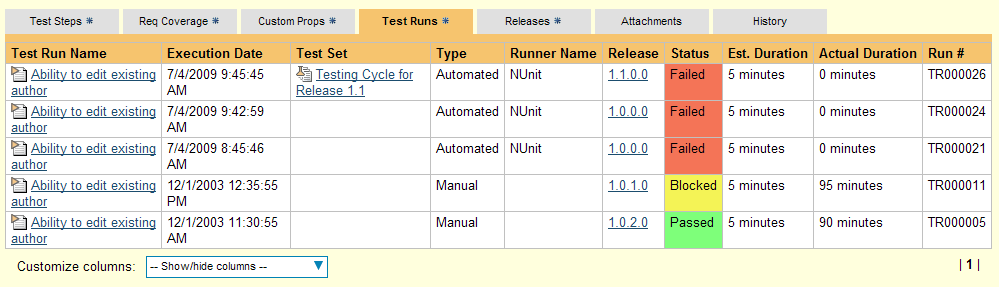 Test Steps * Req Coverage * Custom Props * Test Runs * Releases * Attachments History
Test Run Name Execution Date Test Set Type Runner Name Release Status Est. Duration Actual Duration Run #
Ability to edit existing 7/4/2009 9:45:45 Testing Cycle for Automated NUnit 1.1.0.0 Failed 5 minutes 0 minutes TR000026
author AM Release 1.1
Ability to edit existing 7/4/2009 9:42:59 Automated NUnit 1.0.0.0 Failed 5 minutes 0 minutes TR000024
author AM
Ability to edit existing 7/4/2009 8:45:46 Automated NUnit 1.0.0.0 Failed 5 minutes 0 minutes TR000021
author AM
Ability to edit existing 12/1/2003 12:35:55 Manual 1.0.1.0 Blocked 5 minutes 95 minutes TR000011
author PM
Ability to edit existing 12/1/2003 11:30:55 Manual 1.0.2.0 Passed 5 minutes 90 minutes TR000005
author AM
Customize columns: -- Show/hide columns -- | 1 |